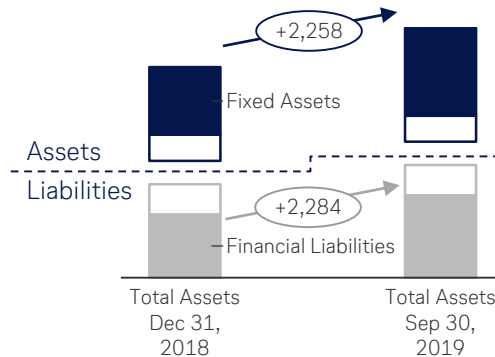 +2,258
Fixed Assets
Assets
Liabilities
+2,284
Financial Liabilities
Total Assets
Dec 31,
2018
Total Assets
Sep 30,
2019